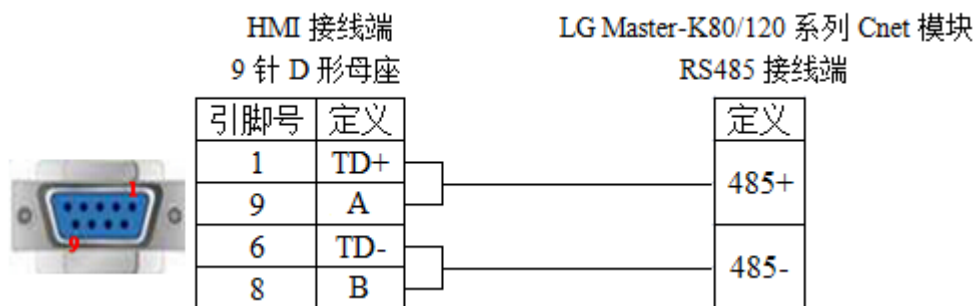 HMI 接线端
LG Master-K80/120 系列 Cnet 模块
9 针 D 形母座
RS485 接线端
引脚号 定义
定义
1 TD+
9 A
485+
6 TD-
8 B
485-
1
9